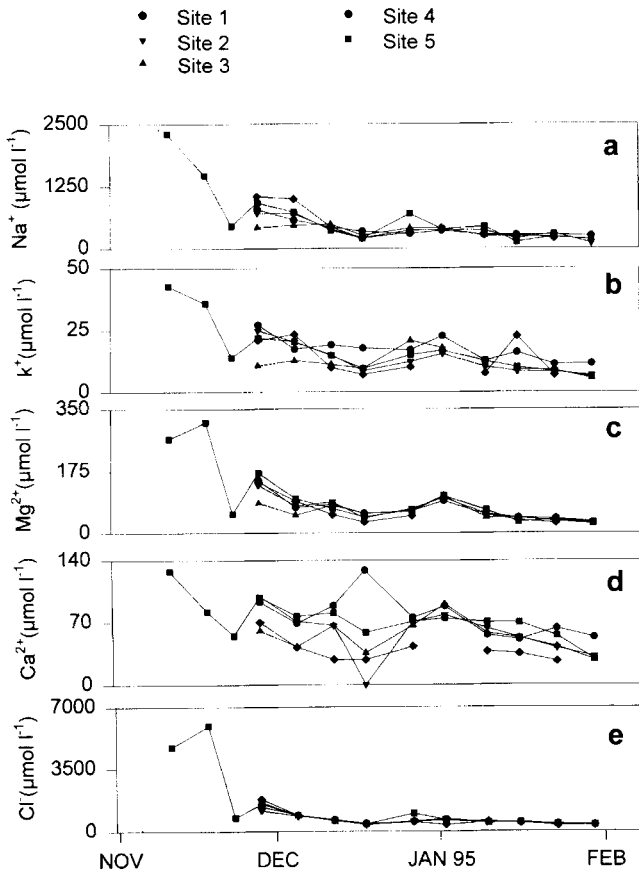 Site 1
Site 2
Site 3
Site 4
Site 5
2500
1250
0
Na⁺ (μmol l⁻¹)
a
50
25
0
k⁺(μmol l⁻¹)
b
350
175
0
Mg²⁺(μmol l⁻¹)
c
140
70
0
Ca²⁺(μmol l⁻¹)
d
7000
3500
0
Cl⁻(μmol l⁻¹)
e
NOV DEC JAN 95 FEB